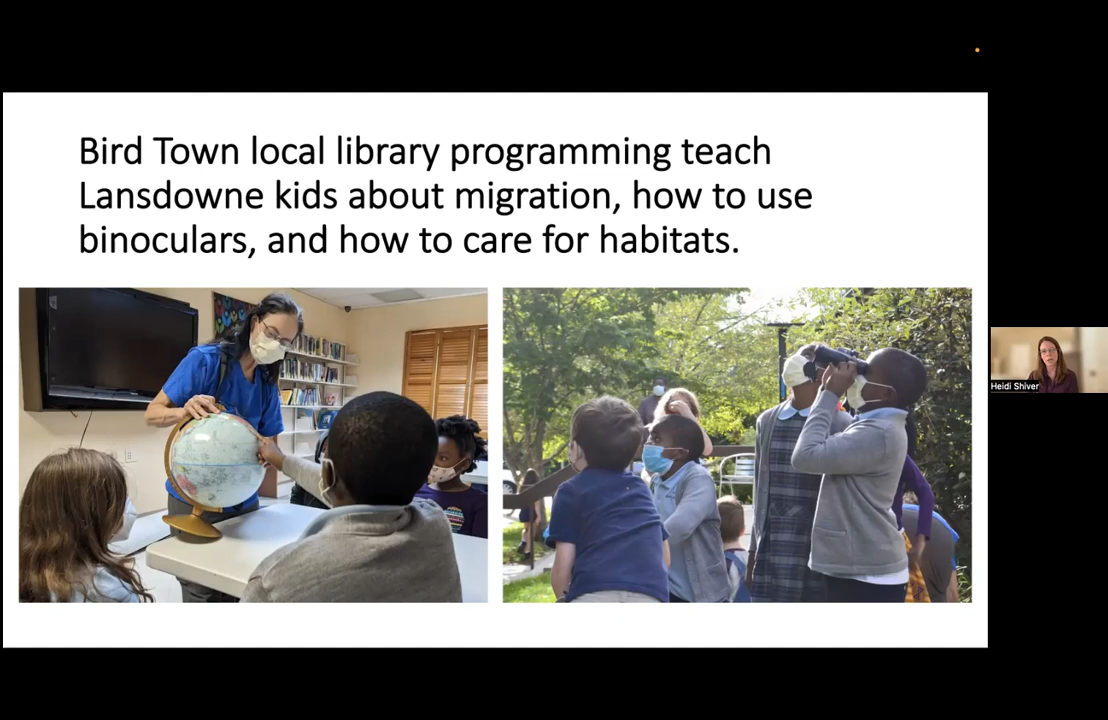 Bird Town local library programming teach
Lansdowne kids about migration, how to use
binoculars, and how to care for habitats.
Heidi Shiver